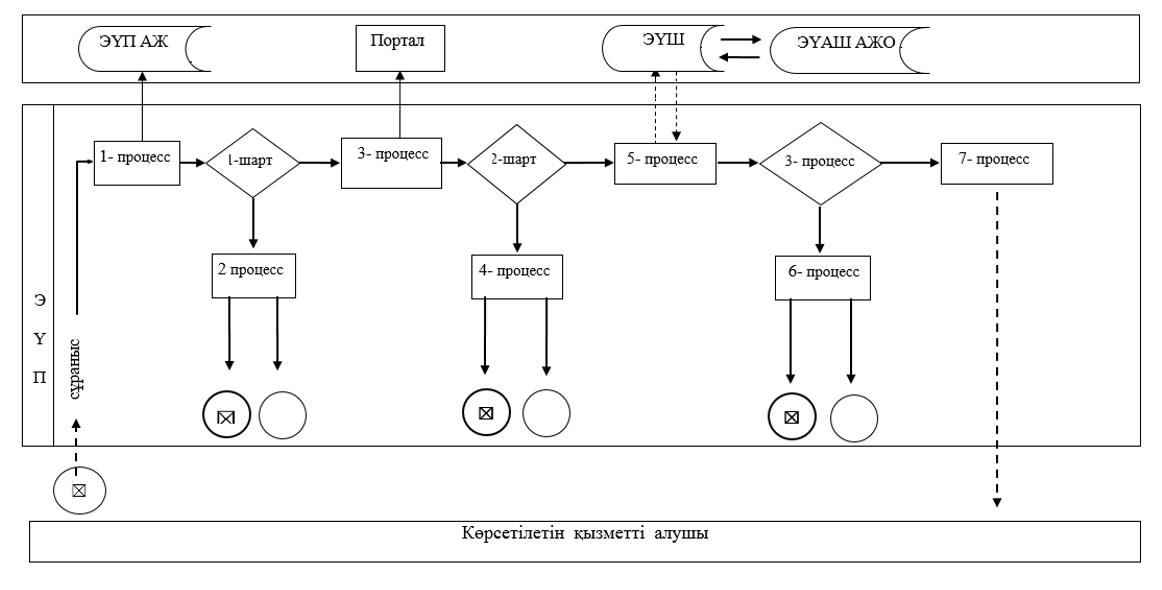 ЭҮП АЖ
Портал
ЭҮШ
ЭҮАШ АЖО
1- процесс
1-шарт
3- процесс
2-шарт
5- процесс
3- процесс
7- процесс
2 процесс
4- процесс
6- процесс
Э
Ү
П
сұраныс
Көрсетілетін қызметті алушы